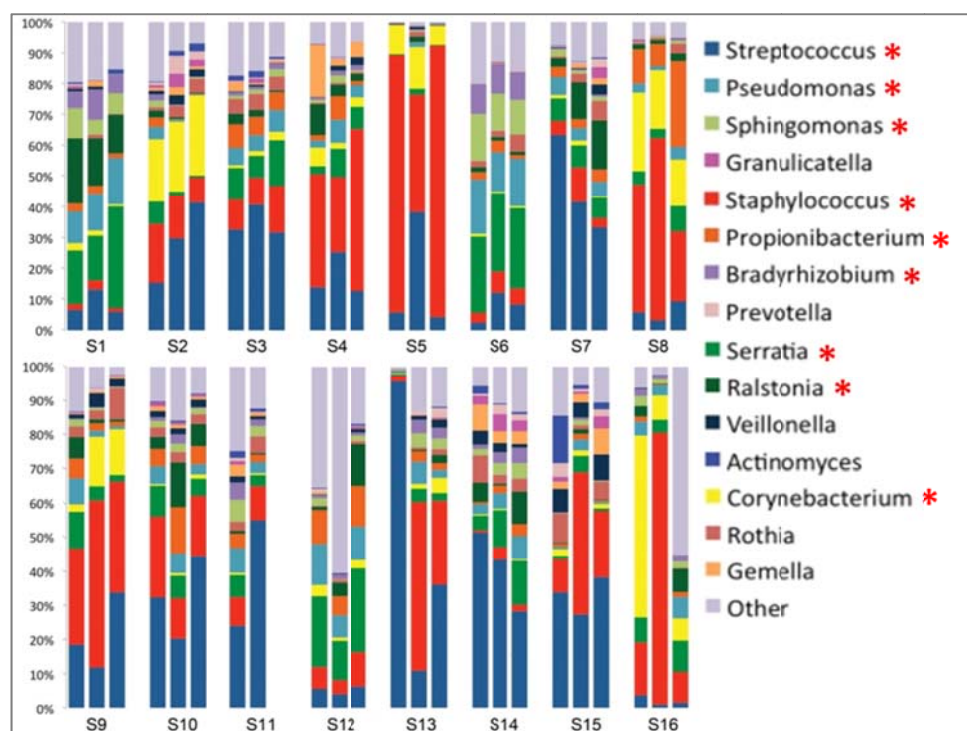 100%
90%
80%
70%
60%
50%
40%
30%
20%
10%
0%
S1 S2 S3 S4 S5 S6 S7 S8
100%
90%
80%
70%
60%
50%
40%
30%
20%
10%
0%
S9 S10 S11 S12 S13 S14 S15 S16
Streptococcus *
Pseudomonas *
Sphingomonas *
Granulicatella
Staphylococcus *
Propionibacterium *
Bradyrhizobium *
Prevotella
Serratia *
Ralstonia *
Veillonella
Actinomyces
Corynebacterium *
Rothia
Gemella
Other